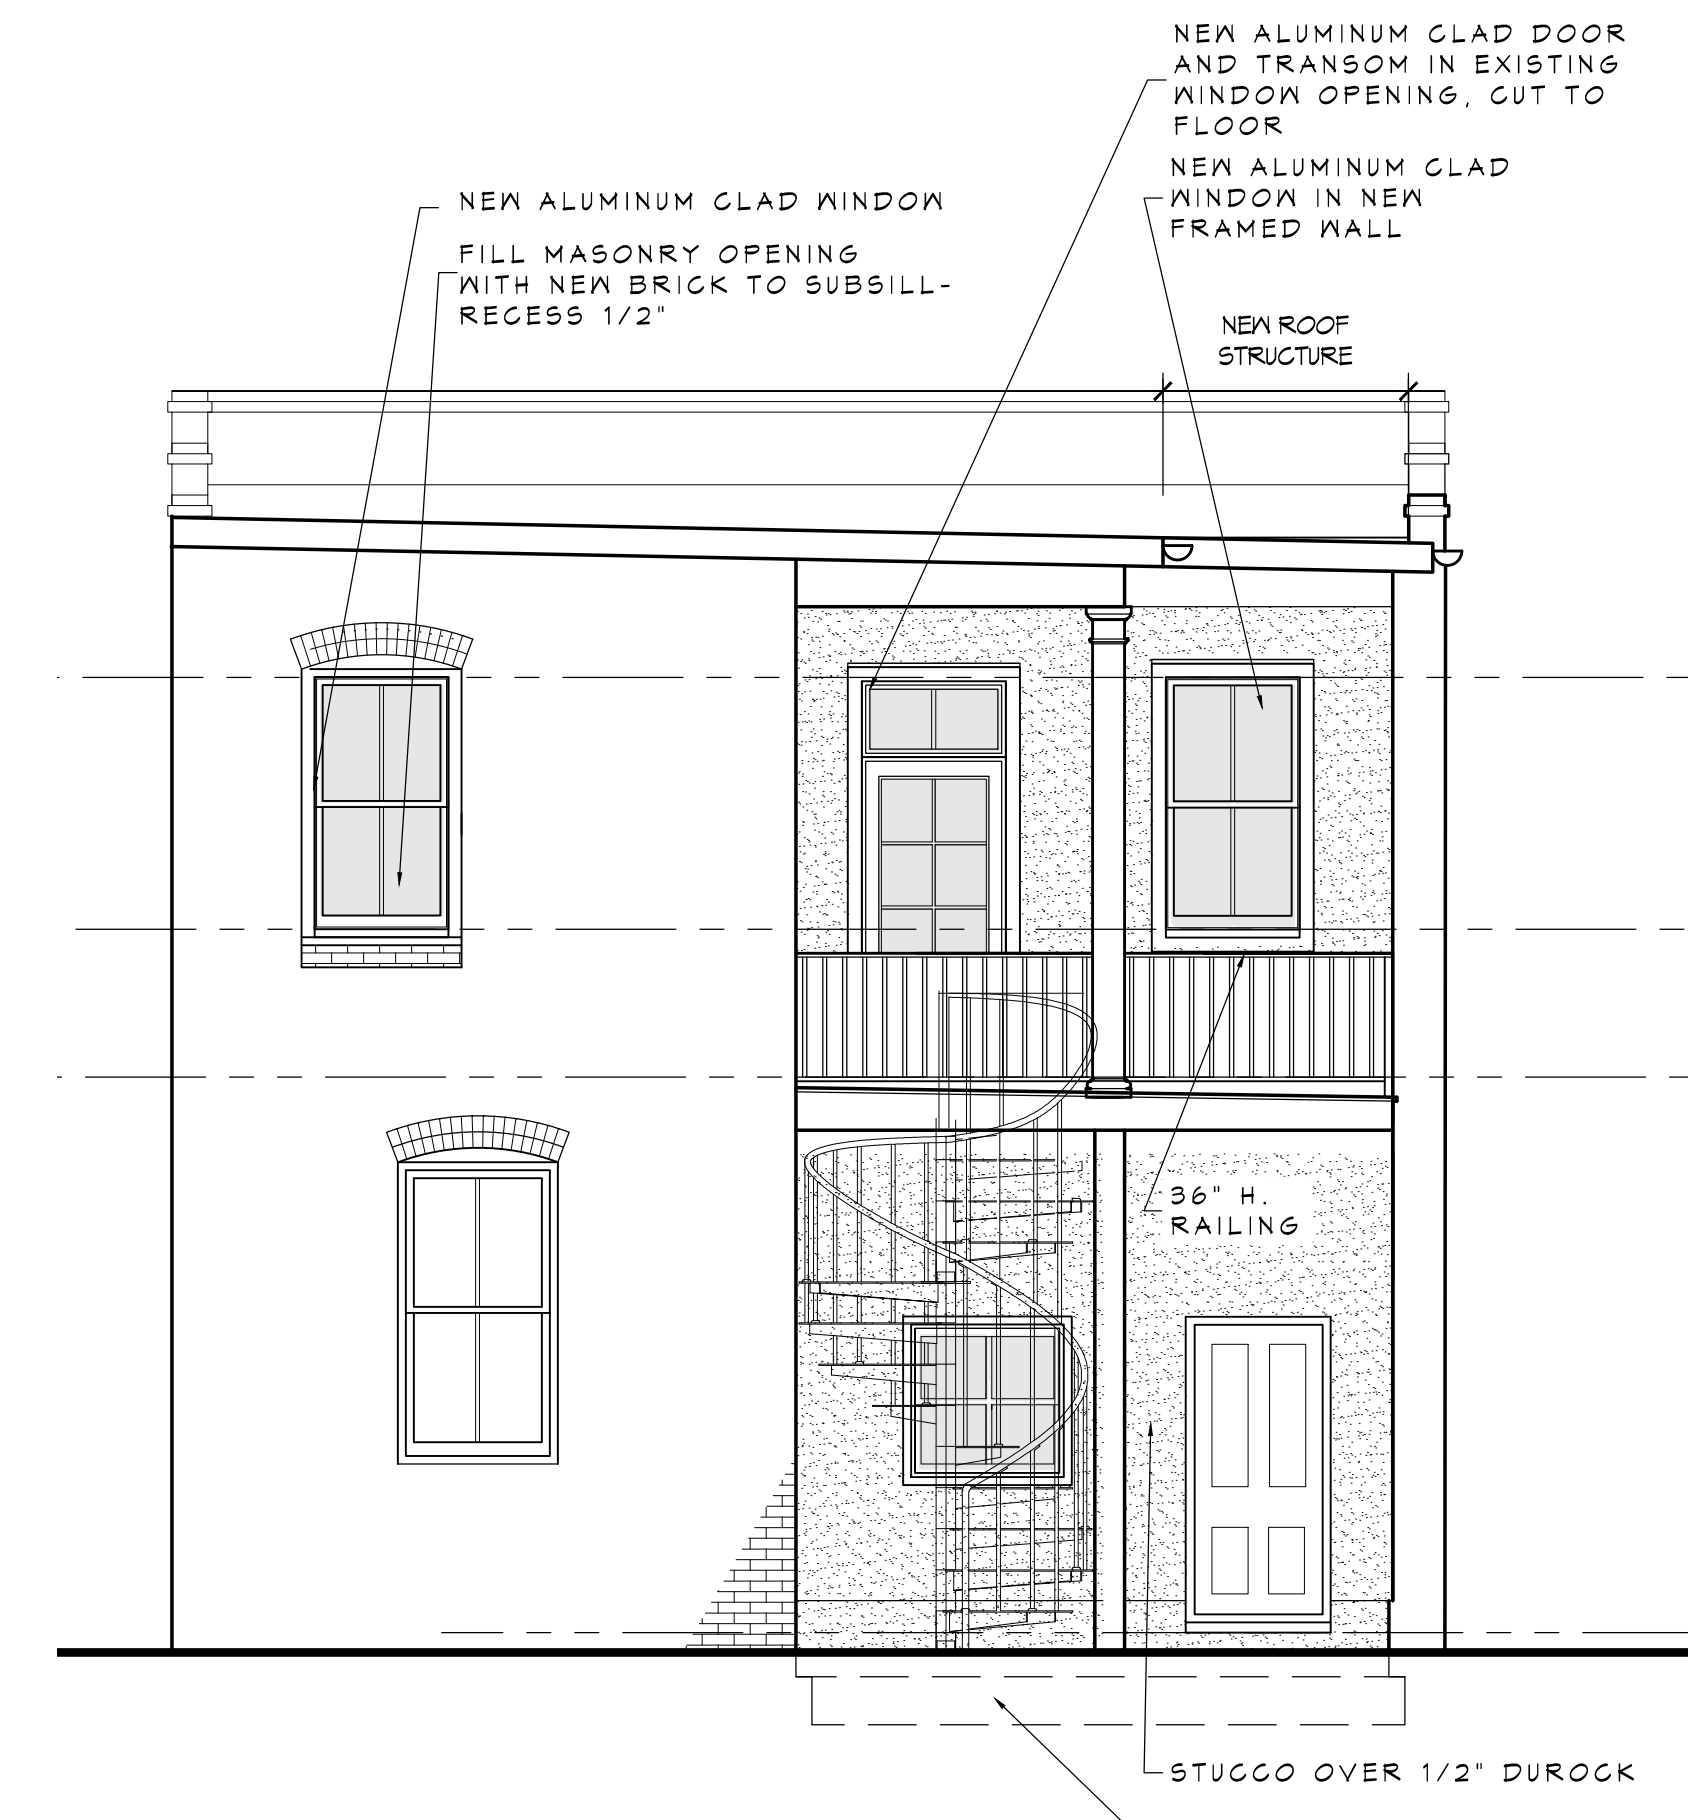 NEW ALUMINUM CLAD DOOR
AND TRANSOM IN EXISTING
WINDOW OPENING, CUT TO
FLOOR
NEW ALUMINUM CLAD
WINDOW IN NEW
FRAMED WALL
NEW ALUMINUM CLAD WINDOW
FILL MASONRY OPENING
WITH NEW BRICK TO SUBSILL-
RECESS 1/2"
NEW ROOF
STRUCTURE
36" H.
RAILING
STUCCO OVER 1/2" DUROCK